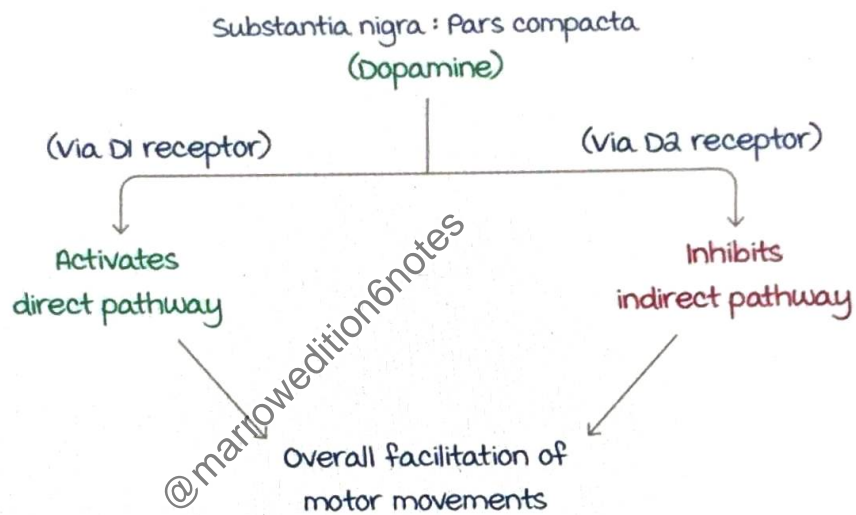 Substantia nigra : Pars compacta
(Dopamine)
(Via D1 receptor)
(Via D2 receptor)
Activates
direct pathway
Inhibits
indirect pathway
Overall facilitation of
motor movements
@marrowedition6notes